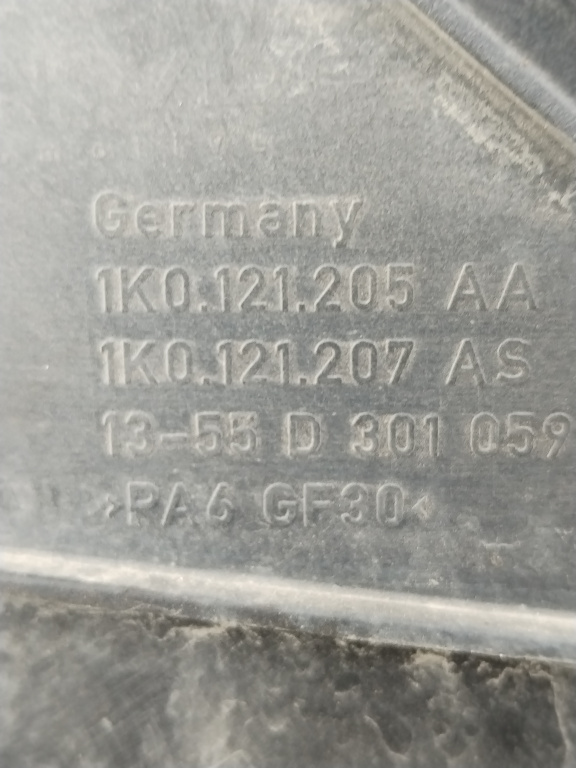 Germany
1K0.121.205 AA
1K0.121.207 AS
13-55 D 301 059
>PA6 GF30<